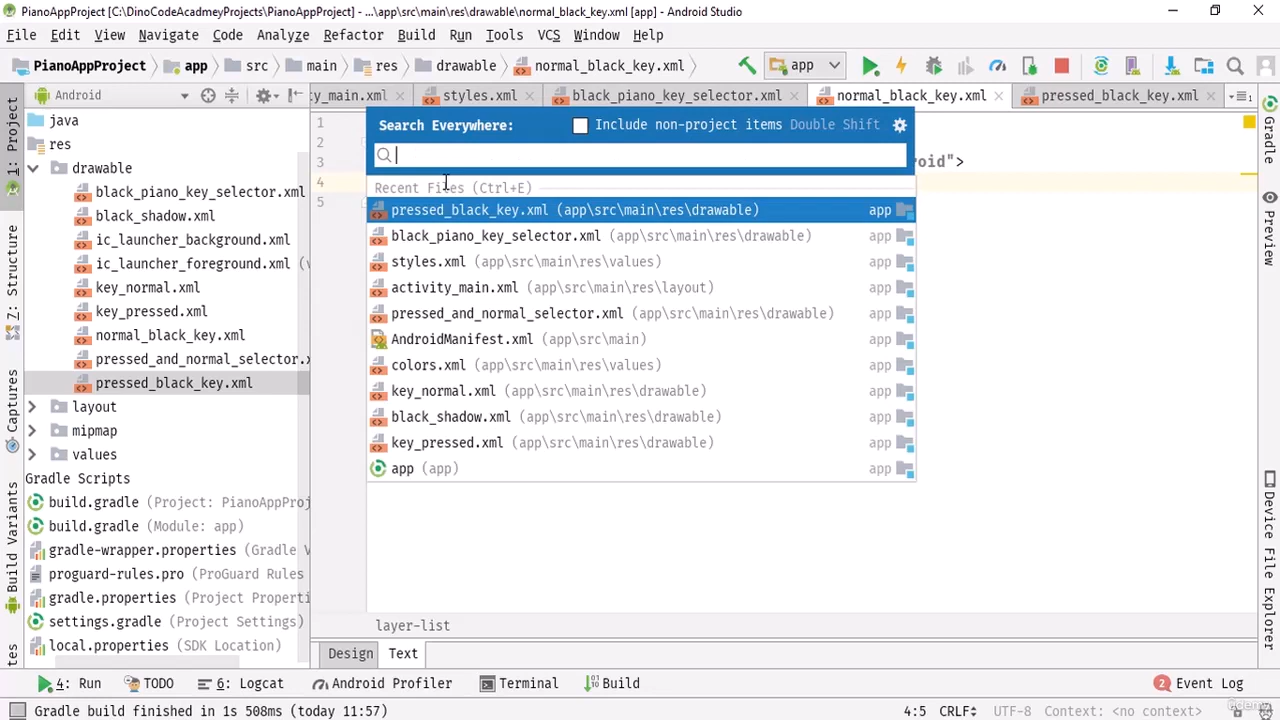 PianoAppProject [C:\DinoCodeAcadmeyProjects\PianoAppProject] - ...\app\src\main\res\drawable\normal_black_key.xml [app] - Android Studio
File Edit View Navigate Code Analyze Refactor Build Run Tools VCS Window Help
PianoAppProject app src main res drawable normal_black_key.xml app
Android
y_main.xml styles.xml black_piano_key_selector.xml normal_black_key.xml pressed_black_key.xml
1: Project
Z: Structure
Captures
Build Variants
java
res
drawable
black_piano_key_selector.xml
black_shadow.xml
ic_launcher_background.xml
ic_launcher_foreground.xml (
key_normal.xml
key_pressed.xml
normal_black_key.xml
pressed_and_normal_selector.x
pressed_black_key.xml
layout
mipmap
values
Gradle Scripts
build.gradle (Project: PianoAppProj
build.gradle (Module: app)
gradle-wrapper.properties (Gradle V
proguard-rules.pro (ProGuard Rules
gradle.properties (Project Properti
settings.gradle (Project Settings)
local.properties (SDK Location)
1
2
3
4
5
oid">
Search Everywhere: Include non-project items Double Shift
Recent Files (Ctrl+E)
pressed_black_key.xml (app\src\main\res\drawable) app
black_piano_key_selector.xml (app\src\main\res\drawable) app
styles.xml (app\src\main\res\values) app
activity_main.xml (app\src\main\res\layout) app
pressed_and_normal_selector.xml (app\src\main\res\drawable) app
AndroidManifest.xml (app\src\main) app
colors.xml (app\src\main\res\values) app
key_normal.xml (app\src\main\res\drawable) app
black_shadow.xml (app\src\main\res\drawable) app
key_pressed.xml (app\src\main\res\drawable) app
app (app) app
layer-list
Design Text
Gradle
Preview
Device File Explorer
4: Run TODO 6: Logcat Android Profiler Terminal Build 2 Event Log
Gradle build finished in 1s 508ms (today 11:57) 4:5 CRLF UTF-8 Context: <no context>